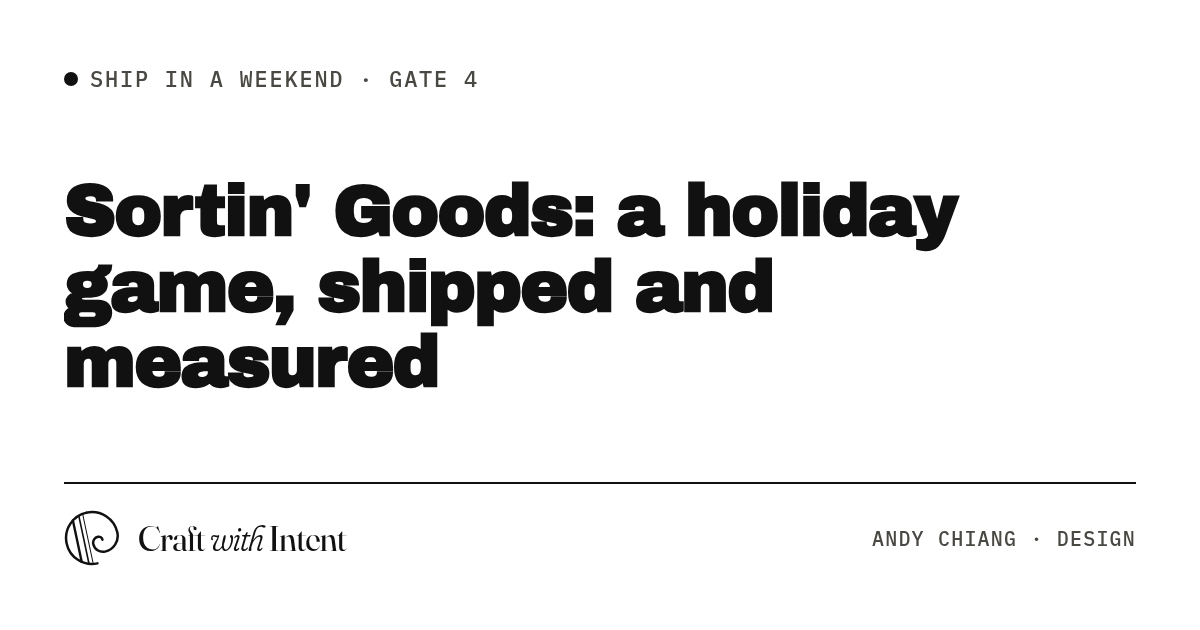 SHIP IN A WEEKEND · GATE 4
Sortin' Goods: a holiday
game, shipped and
measured
Craft with Intent
ANDY CHIANG · DESIGN